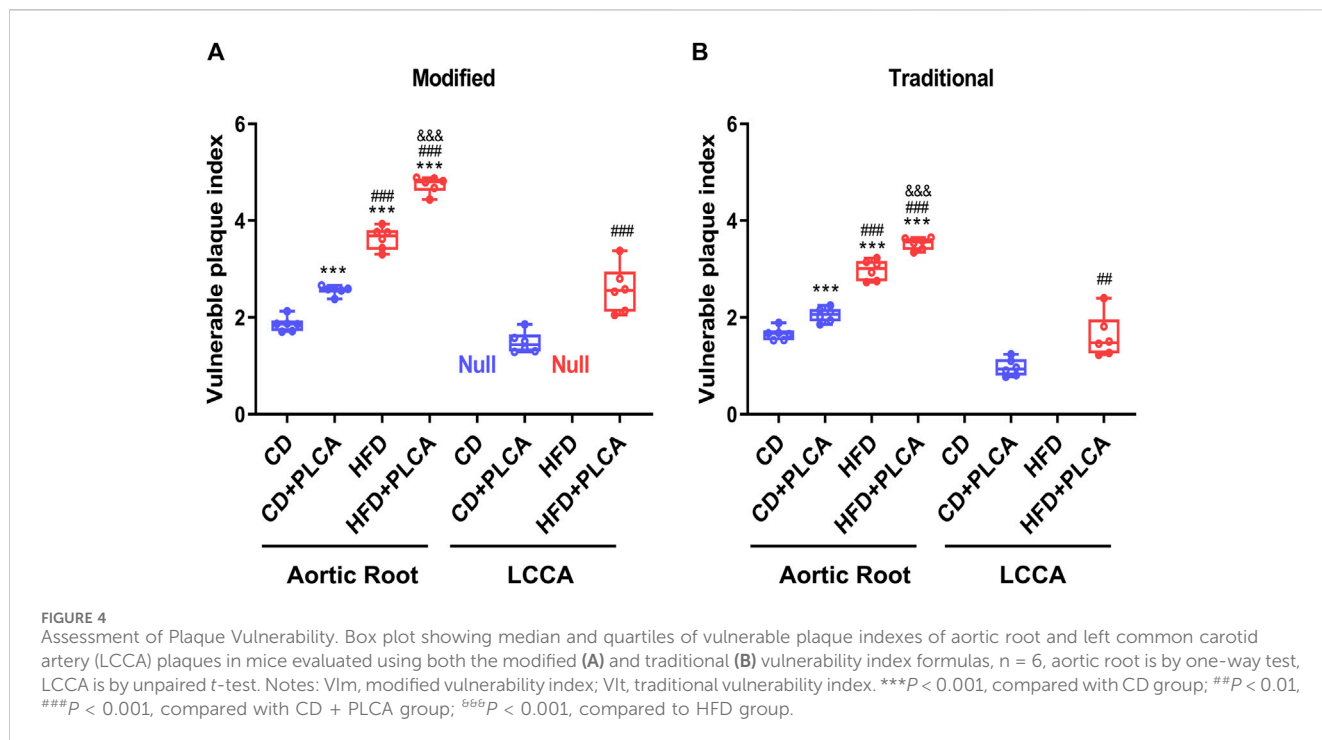 A
Modified
Vulnerable plaque index
6
4
2
0
***
###
***
&&&
###
***
Null
Null
###
CD
CD+PLCA
HFD
HFD+PLCA
CD
CD+PLCA
HFD
HFD+PLCA
Aortic Root
LCCA
B
Traditional
Vulnerable plaque index
6
4
2
0
***
###
***
&&&
###
***
##
CD
CD+PLCA
HFD
HFD+PLCA
CD
CD+PLCA
HFD
HFD+PLCA
Aortic Root
LCCA
FIGURE 4
Assessment of Plaque Vulnerability. Box plot showing median and quartiles of vulnerable plaque indexes of aortic root and left common carotid
artery (LCCA) plaques in mice evaluated using both the modified (A) and traditional (B) vulnerability index formulas, n = 6, aortic root is by one-way test,
LCCA is by unpaired t-test. Notes: VIm, modified vulnerability index; VIt, traditional vulnerability index. ***P < 0.001, compared with CD group; ##P < 0.01,
###P < 0.001, compared with CD + PLCA group; &&&P < 0.001, compared to HFD group.